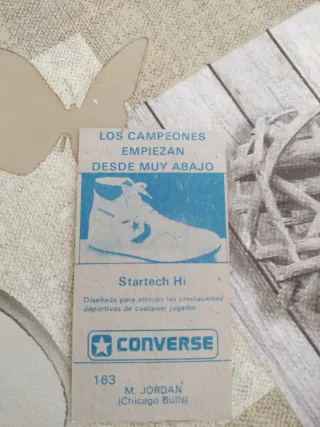 LOS CAMPEONES
EMPIEZAN
DESDE MUY ABAJO
Startech Hi
Diseñada para atender las prestaciones
deportivas de cualquier jugador
CONVERSE
163
M. JORDAN
(Chicago Bulls)